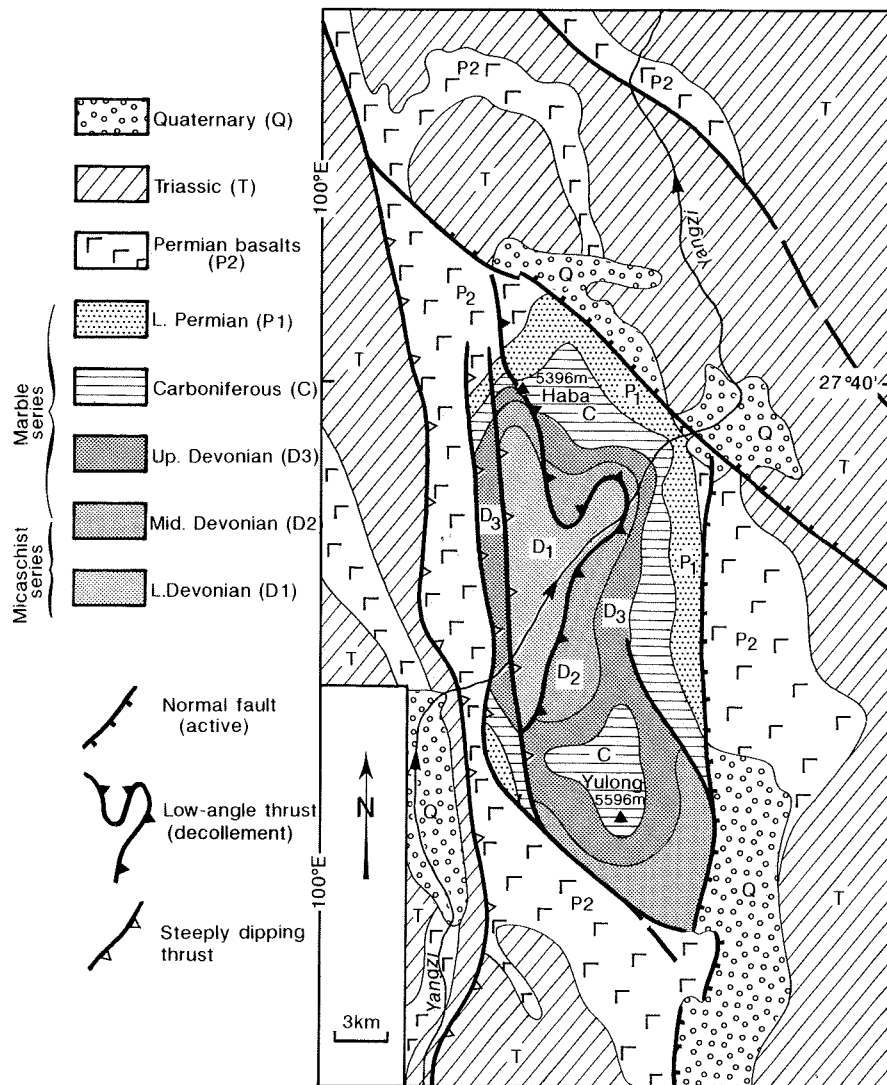 Quaternary (Q)
Triassic (T)
Permian basalts
(P2)
L. Permian (P1)
Carboniferous (C)
Up. Devonian (D3)
Mid. Devonian (D2)
L.Devonian (D1)
Marble
series
Micaschist
series
Normal fault
(active)
Low-angle thrust
(decollement)
Steeply dipping
thrust
100°E
P2
P2
T
T
T
Yangzi
Q
P2
T
5396m
Haba
C
P1
27°40'
Q
T
D3
D1
P1
D3
P2
T
D2
C
Yulong
5596m
N
Q
100°E
P2
Q
T
T
Yangzi
3km
T
T